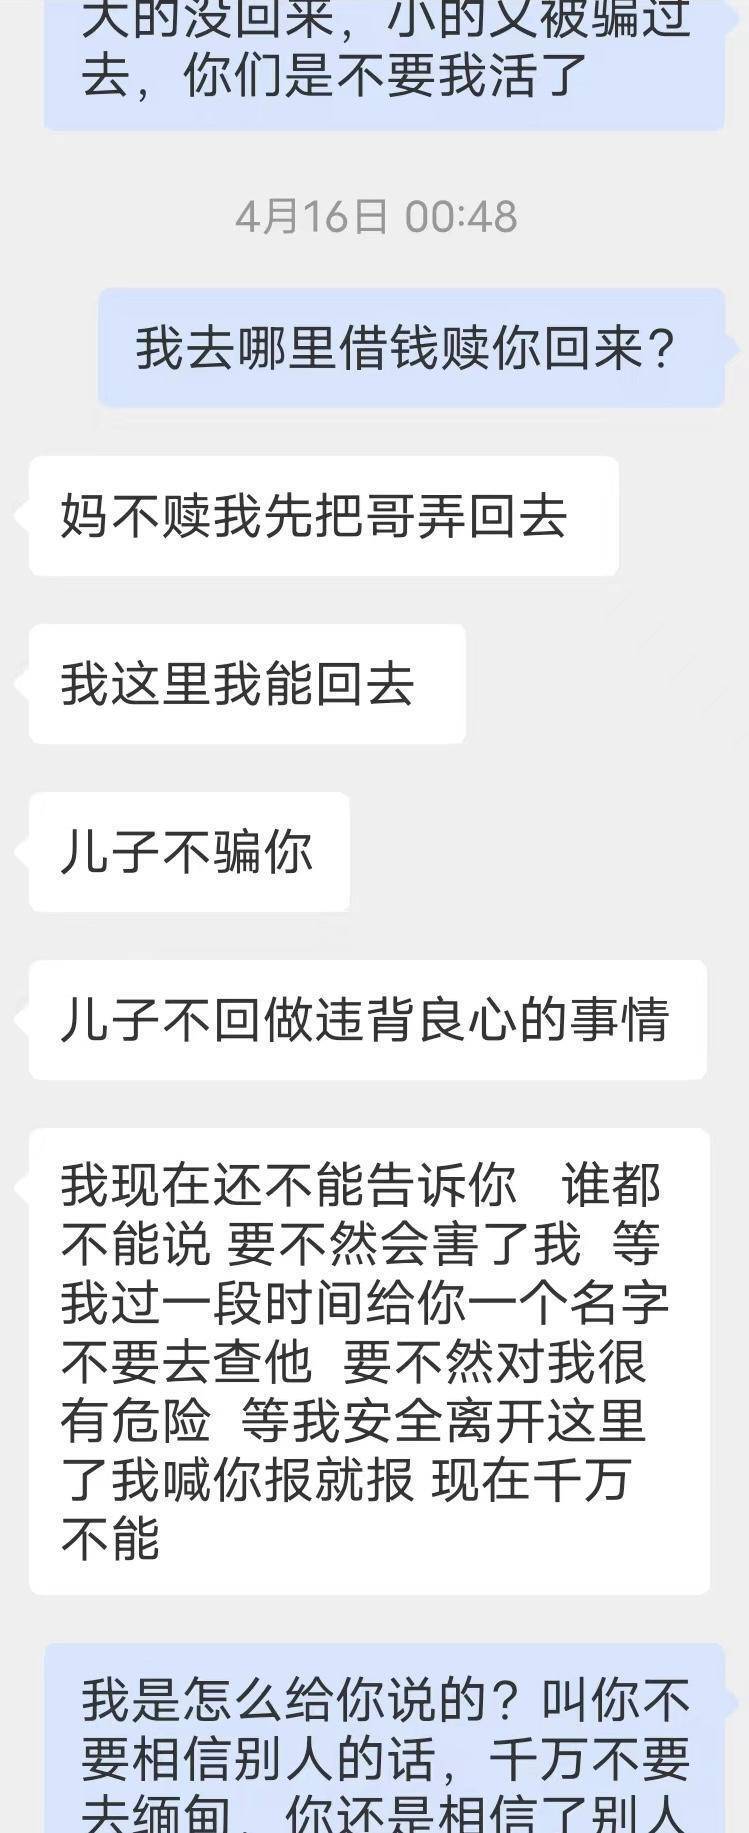 大的没回来，小的又被骗过
去，你们是不要我活了
4月16日 00:48
我去哪里借钱赎你回来？
妈不赎我先把哥弄回去
我这里我能回去
儿子不骗你
儿子不回做违背良心的事情
我现在还不能告诉你 谁都
不能说 要不然会害了我 等
我过一段时间给你一个名字
不要去查他 要不然对我很
有危险 等我安全离开这里
了我喊你报就报 现在千万
不能
我是怎么给你说的？叫你不
要相信别人的话，千万不要
去缅甸，你还是相信了别人